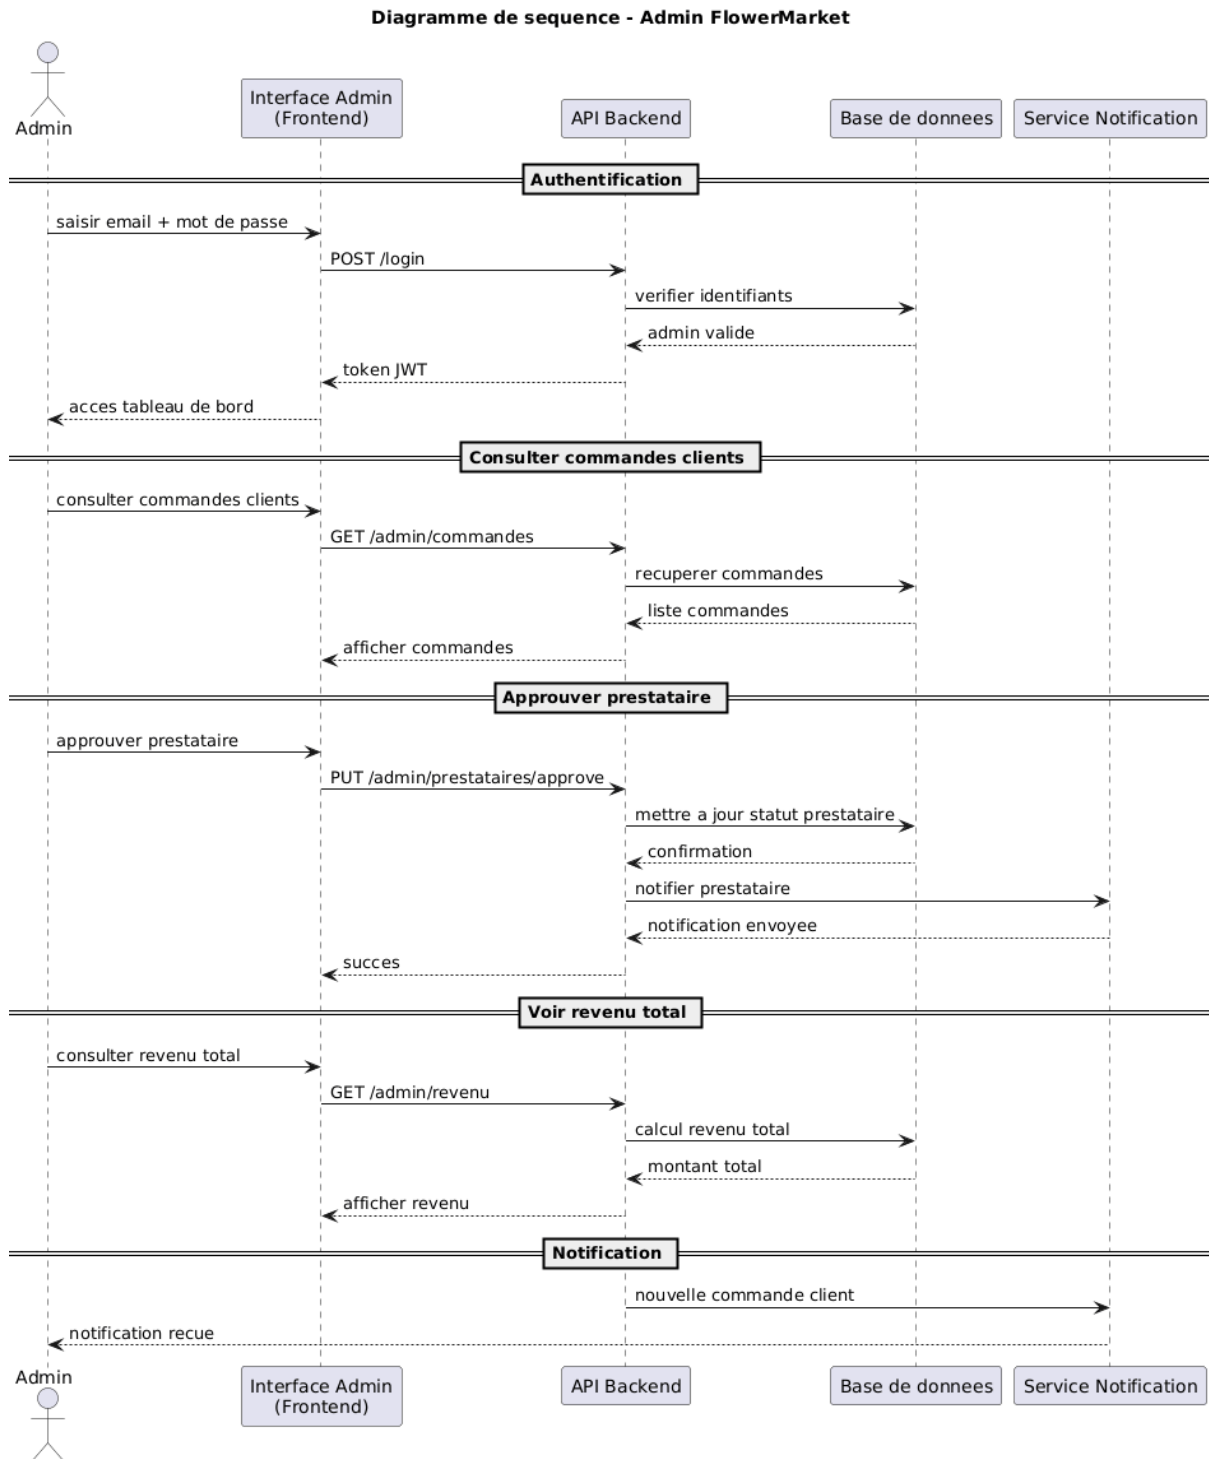 Diagramme de sequence - Admin FlowerMarket
Admin
Interface Admin
(Frontend)
API Backend
Base de donnees
Service Notification
Authentification
saisir email + mot de passe
POST /login
verifier identifiants
admin valide
token JWT
acces tableau de bord
Consulter commandes clients
consulter commandes clients
GET /admin/commandes
recuperer commandes
liste commandes
afficher commandes
Approuver prestataire
approuver prestataire
PUT /admin/prestataires/approve
mettre a jour statut prestataire
confirmation
notifier prestataire
notification envoyee
succes
Voir revenu total
consulter revenu total
GET /admin/revenu
calcul revenu total
montant total
afficher revenu
Notification
nouvelle commande client
notification recue
Admin
Interface Admin
(Frontend)
API Backend
Base de donnees
Service Notification